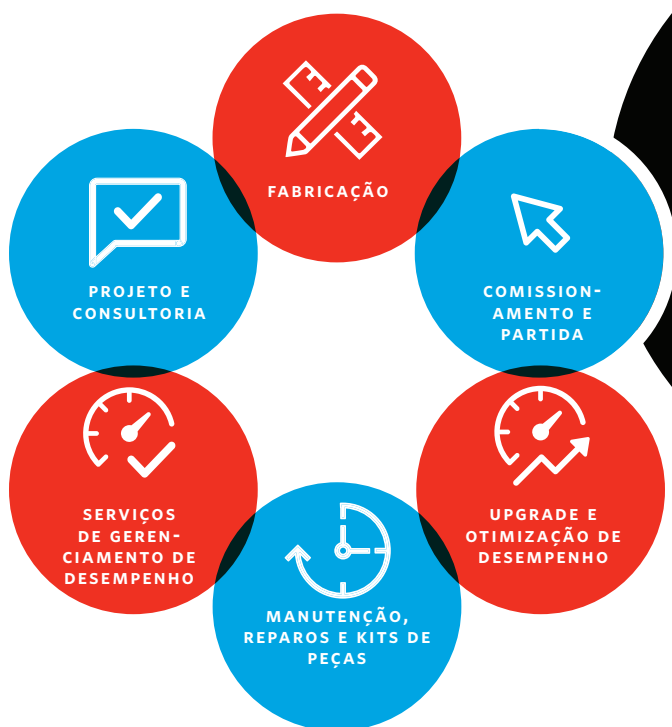 FABRICAÇÃO
PROJETO E
CONSULTORIA
COMISSION-
AMENTO E
PARTIDA
SERVIÇOS
DE GEREN-
CIAMENTO DE
DESEMPENHO
UPGRADE E
OTIMIZAÇÃO DE
DESEMPENHO
MANUTENÇÃO,
REPAROS E KITS DE
PEÇAS